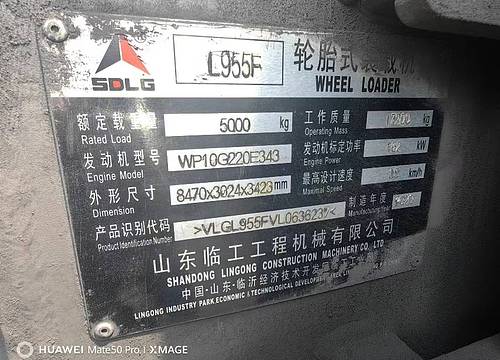 SDLG
L955F
轮胎式装载机
WHEEL LOADER
额定载重量 5000 kg
Rated Load
工作质量 kg
Operating Mass
发动机型号 WP10G220E343
Engine Model
发动机标定功率 kW
Engine Power
外形尺寸 8470x3024x3423 mm
Dimension
最高设计速度 km/h
Maximal Speed
产品识别代码 >VLGL955FVL063623*<
Product Identification Number
制造年度
Manufacturing Year
山东临工工程机械有限公司
SHANDONG LINGONG CONSTRUCTION MACHINERY CO., LTD
中国·山东·临沂经济技术开发
LINGONG INDUSTRY PARK ECONOMIC & TECHNOLOGICAL DEVELOPMENT AREA
HUAWEI Mate50 Pro | XMAGE